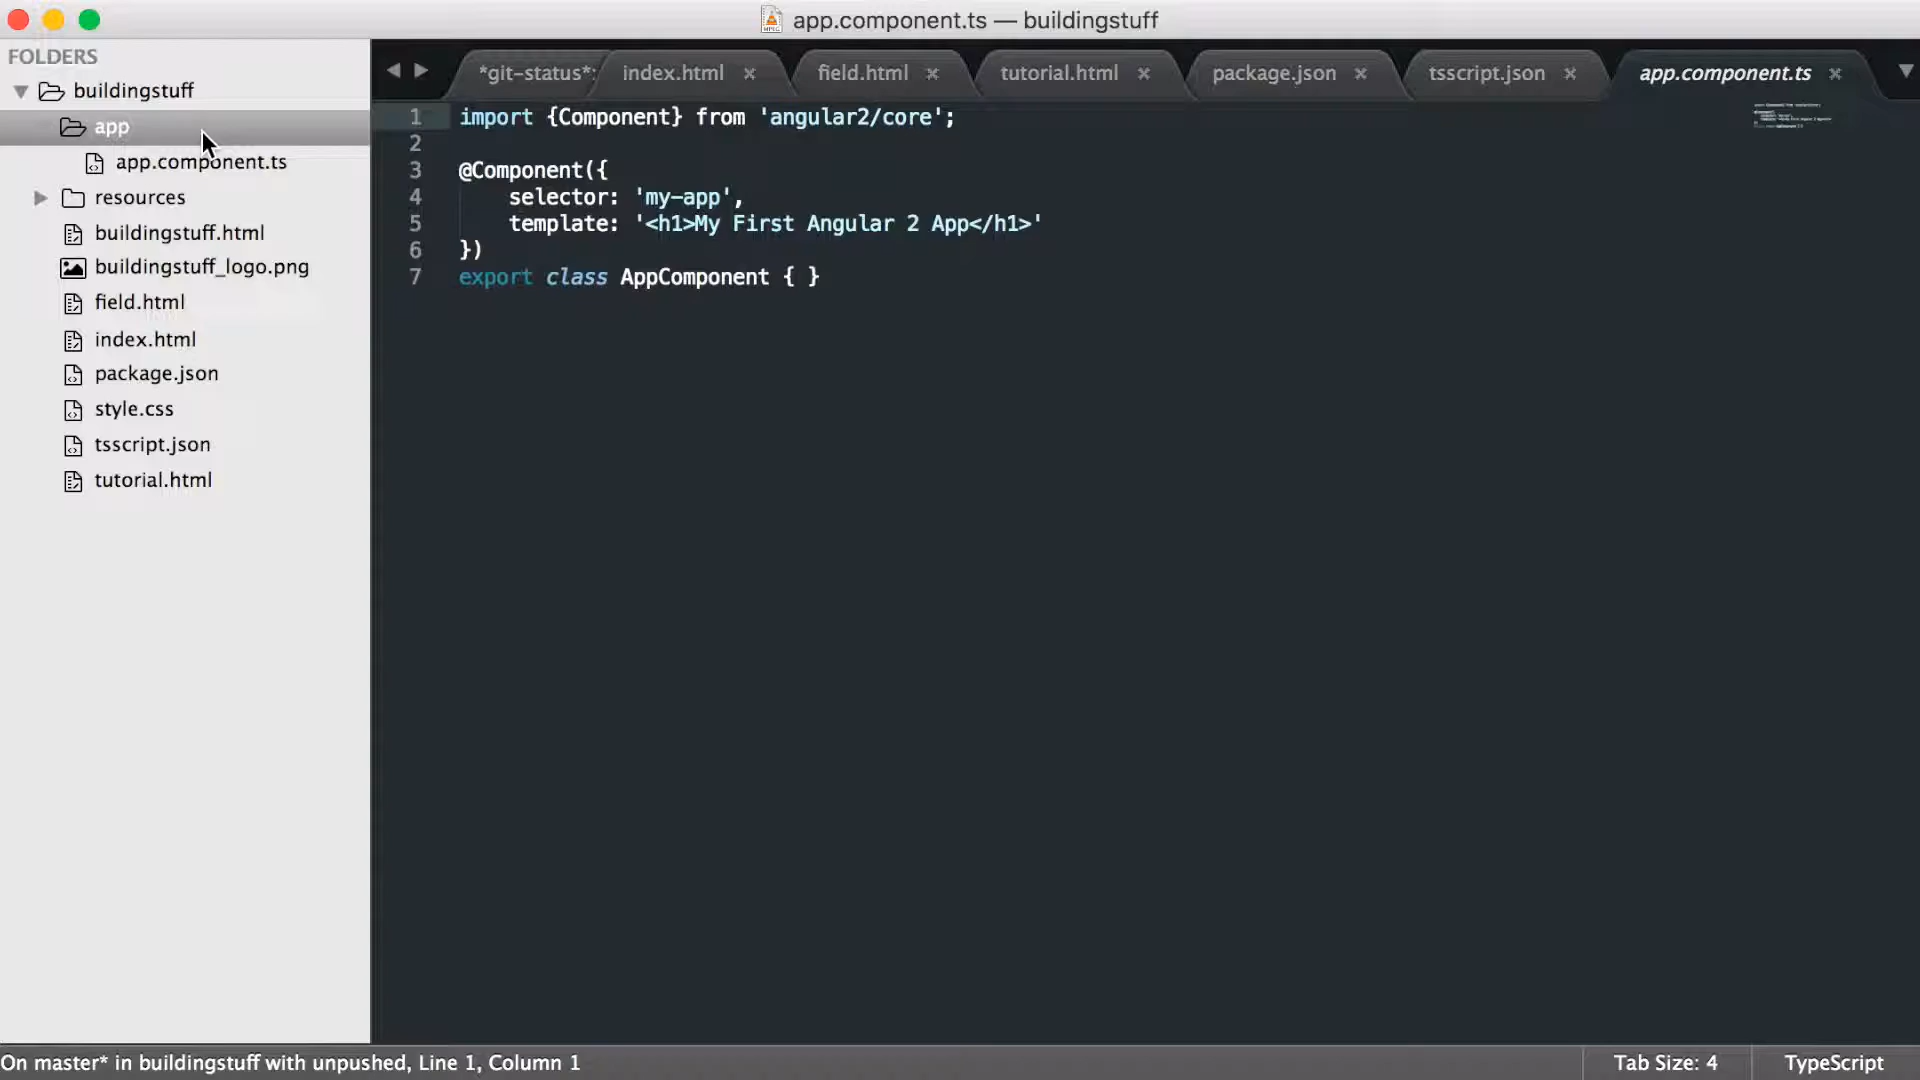 app.component.ts — buildingstuff
FOLDERS
buildingstuff
app
app.component.ts
resources
buildingstuff.html
buildingstuff_logo.png
field.html
index.html
package.json
style.css
tsscript.json
tutorial.html
*git-status*:
index.html
field.html
tutorial.html
package.json
tsscript.json
app.component.ts
1 import {Component} from 'angular2/core';
2
3 @Component({
4 selector: 'my-app',
5 template: '<h1>My First Angular 2 App</h1>'
6 })
7 export class AppComponent { }
On master* in buildingstuff with unpushed, Line 1, Column 1
Tab Size: 4
TypeScript